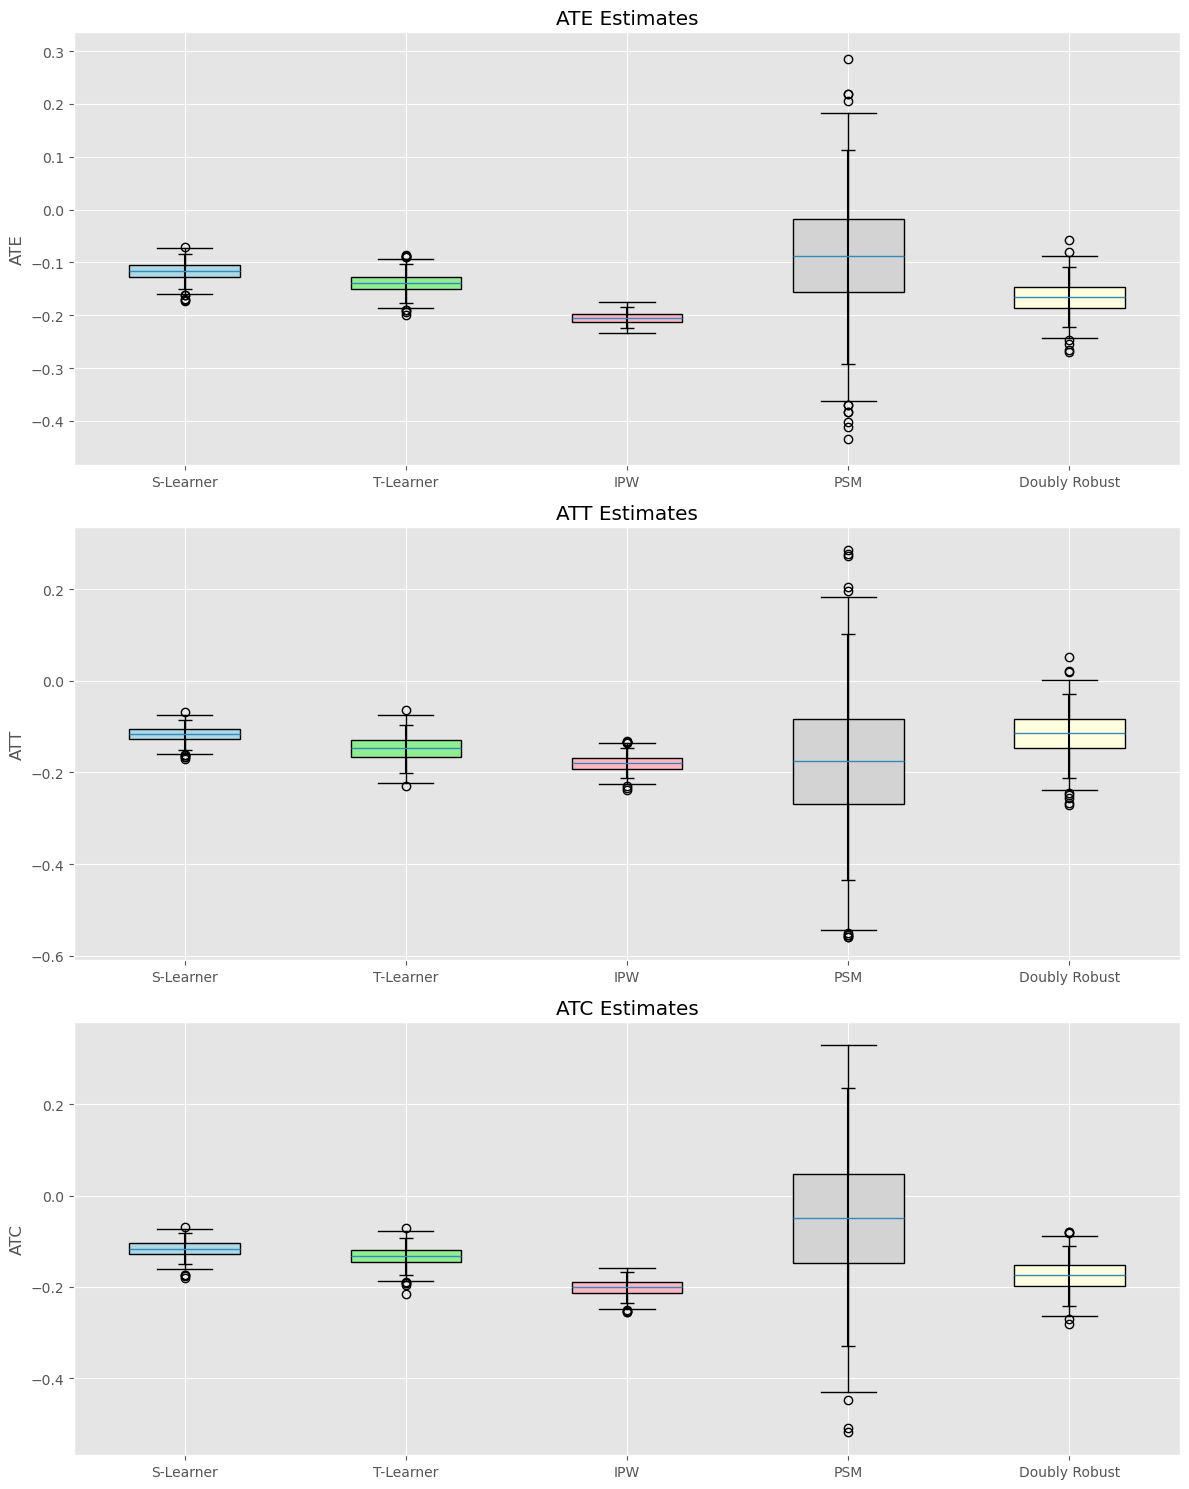 ATE Estimates
0.3
0.2
0.1
0.0
−0.1
−0.2
−0.3
−0.4
ATE
S-Learner T-Learner IPW PSM Doubly Robust
ATT Estimates
0.2
0.0
−0.2
−0.4
−0.6
ATT
S-Learner T-Learner IPW PSM Doubly Robust
ATC Estimates
0.2
0.0
−0.2
−0.4
ATC
S-Learner T-Learner IPW PSM Doubly Robust